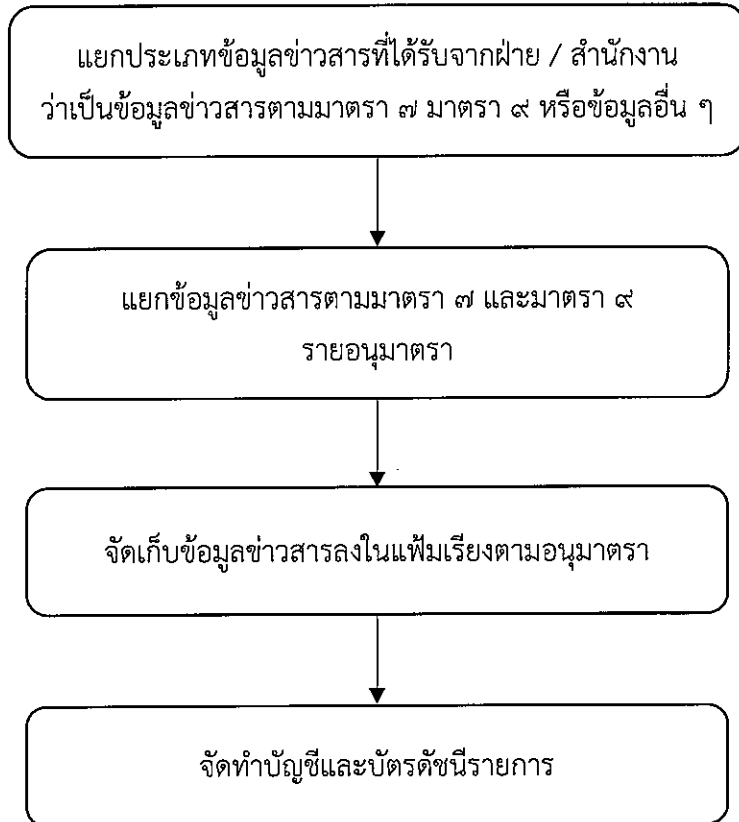 แยกประเภทข้อมูลข่าวสารที่ได้รับจากฝ่าย / สำนักงาน
ว่าเป็นข้อมูลข่าวสารตามมาตรา ๗ มาตรา ๙ หรือข้อมูลอื่น ๆ
แยกข้อมูลข่าวสารตามมาตรา ๗ และมาตรา ๙
รายอนุมาตรา
จัดเก็บข้อมูลข่าวสารลงในแฟ้มเรียงตามอนุมาตรา
จัดทำบัญชีและบัตรดัชนีรายการ